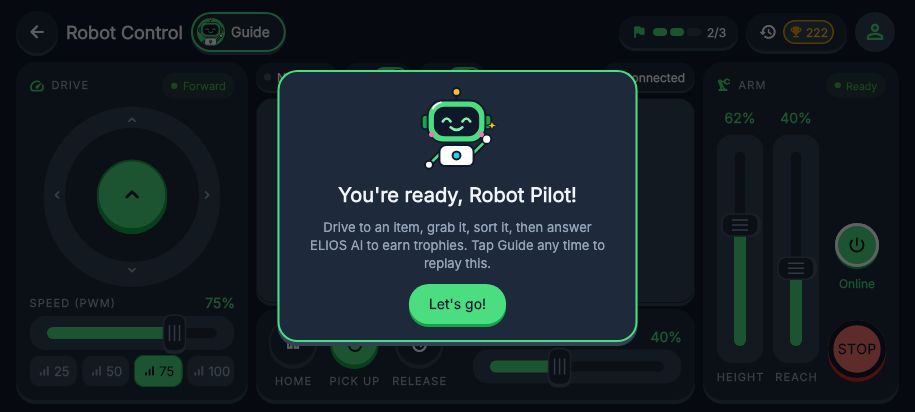 Robot Control
Guide
2/3
222
DRIVE
Forward
SPEED (PWM)
75%
25
50
75
100
You're ready, Robot Pilot!
Drive to an item, grab it, sort it, then answer
ELIOS AI to earn trophies. Tap Guide any time to
replay this.
Let's go!
HOME
PICK UP
RELEASE
40%
ARM
Ready
62%
40%
Online
STOP
HEIGHT
REACH